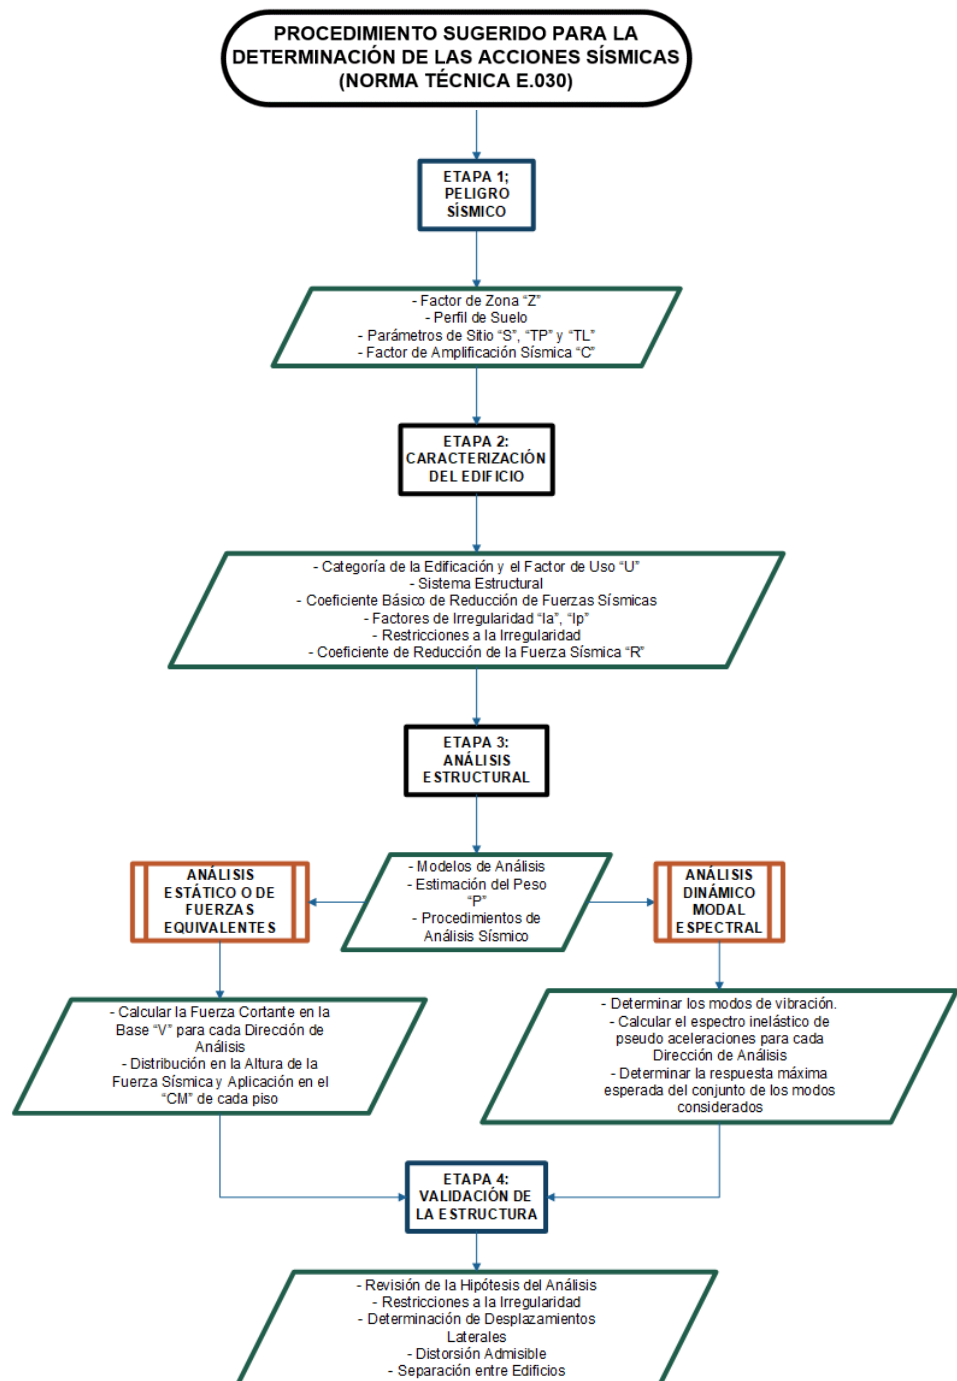 PROCEDIMIENTO SUGERIDO PARA LA
DETERMINACIÓN DE LAS ACCIONES SÍSMICAS
(NORMA TÉCNICA E.030)
ETAPA 1;
PELIGRO
SÍSMICO
- Factor de Zona “Z”
- Perfil de Suelo
- Parámetros de Sitio “S”, “TP” y “TL”
- Factor de Amplificación Sísmica “C”
ETAPA 2:
CARACTERIZACIÓN
DEL EDIFICIO
- Categoría de la Edificación y el Factor de Uso “U”
- Sistema Estructural
- Coeficiente Básico de Reducción de Fuerzas Sísmicas
- Factores de Irregularidad “Ia”, “Ip”
- Restricciones a la Irregularidad
- Coeficiente de Reducción de la Fuerza Sísmica “R”
ETAPA 3:
ANÁLISIS
ESTRUCTURAL
- Modelos de Análisis
- Estimación del Peso
“P”
- Procedimientos de
Análisis Sísmico
ANÁLISIS
ESTÁTICO O DE
FUERZAS
EQUIVALENTES
ANÁLISIS
DINÁMICO
MODAL
ESPECTRAL
- Calcular la Fuerza Cortante en la
Base “V” para cada Dirección de
Análisis
- Distribución en la Altura de la
Fuerza Sísmica y Aplicación en el
“CM” de cada piso
- Determinar los modos de vibración.
- Calcular el espectro inelástico de
pseudo aceleraciones para cada
Dirección de Análisis
- Determinar la respuesta máxima
esperada del conjunto de los modos
considerados
ETAPA 4:
VALIDACIÓN DE
LA ESTRUCTURA
- Revisión de la Hipótesis del Análisis
- Restricciones a la Irregularidad
- Determinación de Desplazamientos
Laterales
- Distorsión Admisible
- Separación entre Edificios